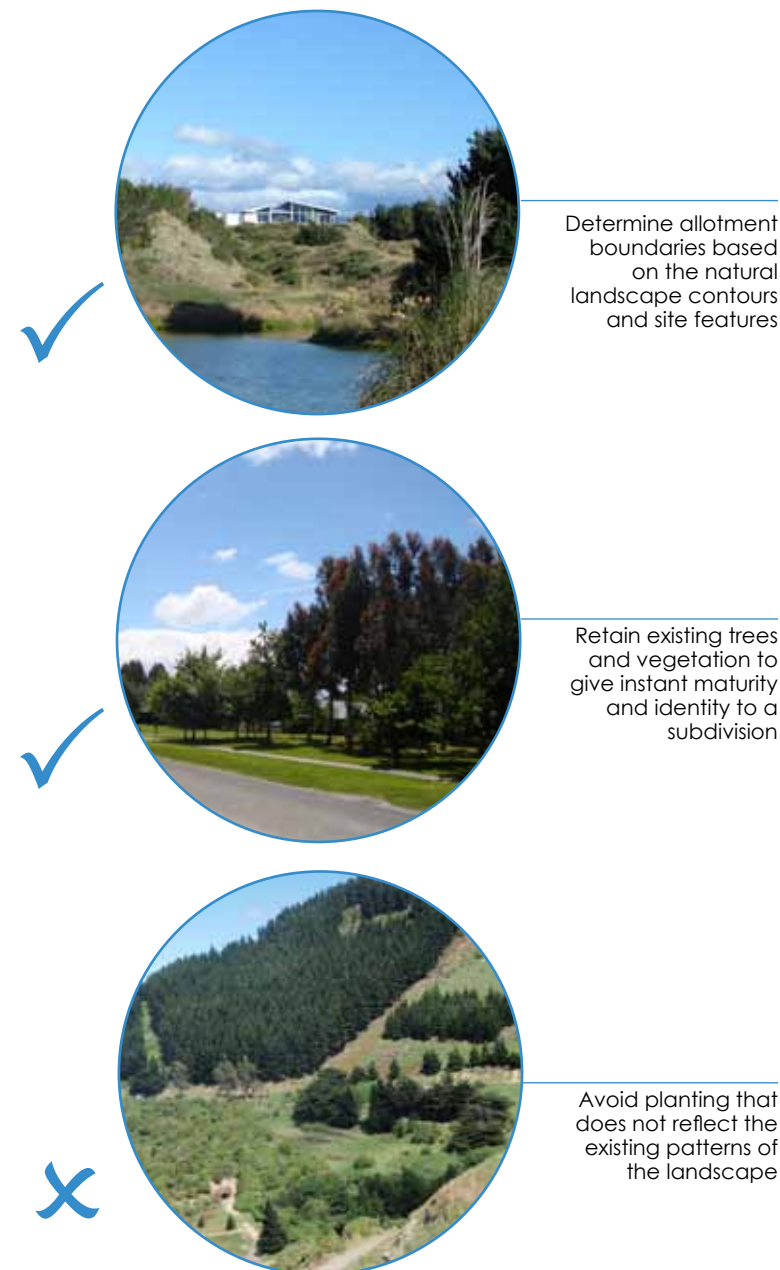 Determine allotment
boundaries based
on the natural
landscape contours
and site features
Retain existing trees
and vegetation to
give instant maturity
and identity to a
subdivision
Avoid planting that
does not reflect the
existing patterns of
the landscape